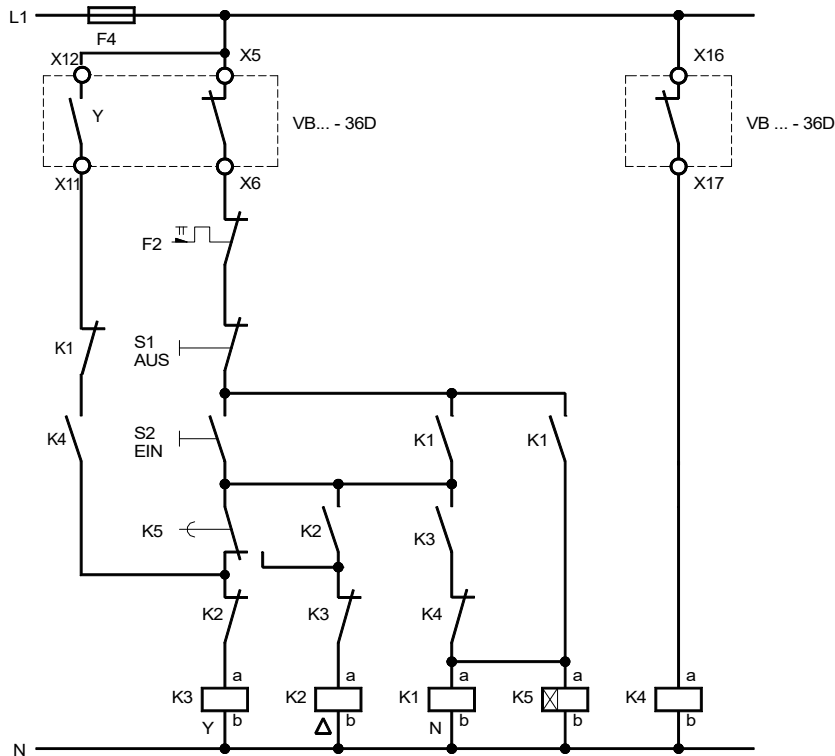 L1
F4
X12
X5
X16
Y
VB... - 36D
VB ... - 36D
X11
X6
X17
F2
K1
S1
AUS
K4
S2
EIN
K1
K1
K5
K2
K3
K2
K3
K4
a
a
a
a
a
K3
K2
K1
K5
K4
b
b
b
b
b
Y
Δ
N
N